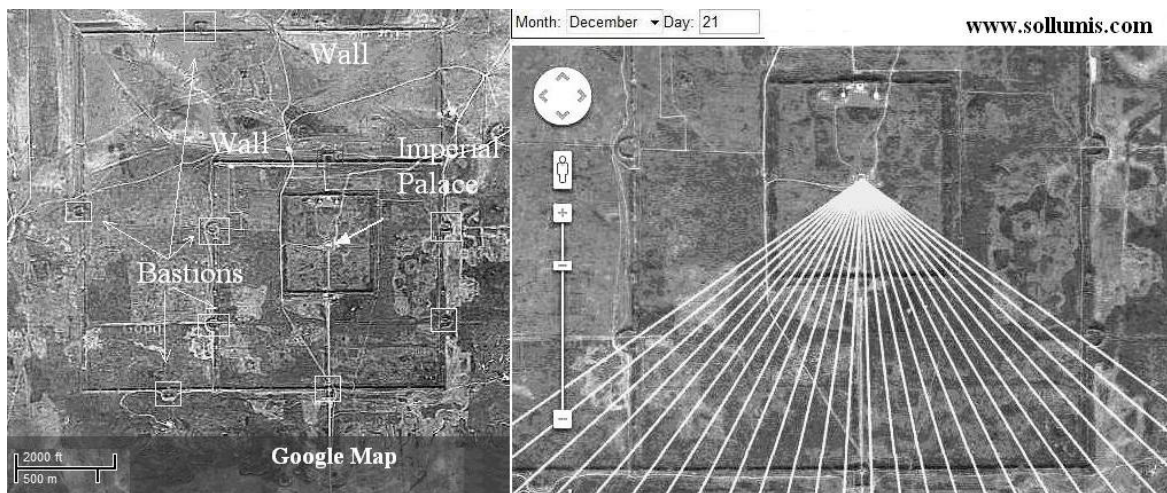 Wall
Wall
Imperial
Palace
Bastions
Google Map
2000 ft
500 m
Month: December Day: 21
www.sollumis.com